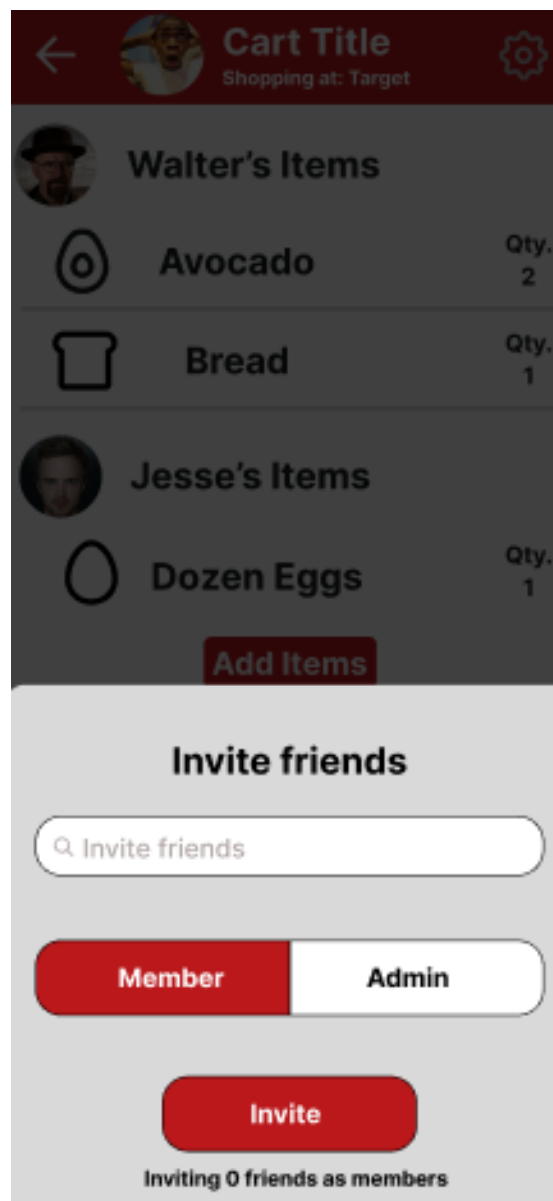 Cart Title
Shopping at: Target
Walter's Items
Avocado
Qty.
2
Bread
Qty.
1
Jesse's Items
Dozen Eggs
Qty.
1
Add Items
Invite friends
Invite friends
Member
Admin
Invite
Inviting 0 friends as members